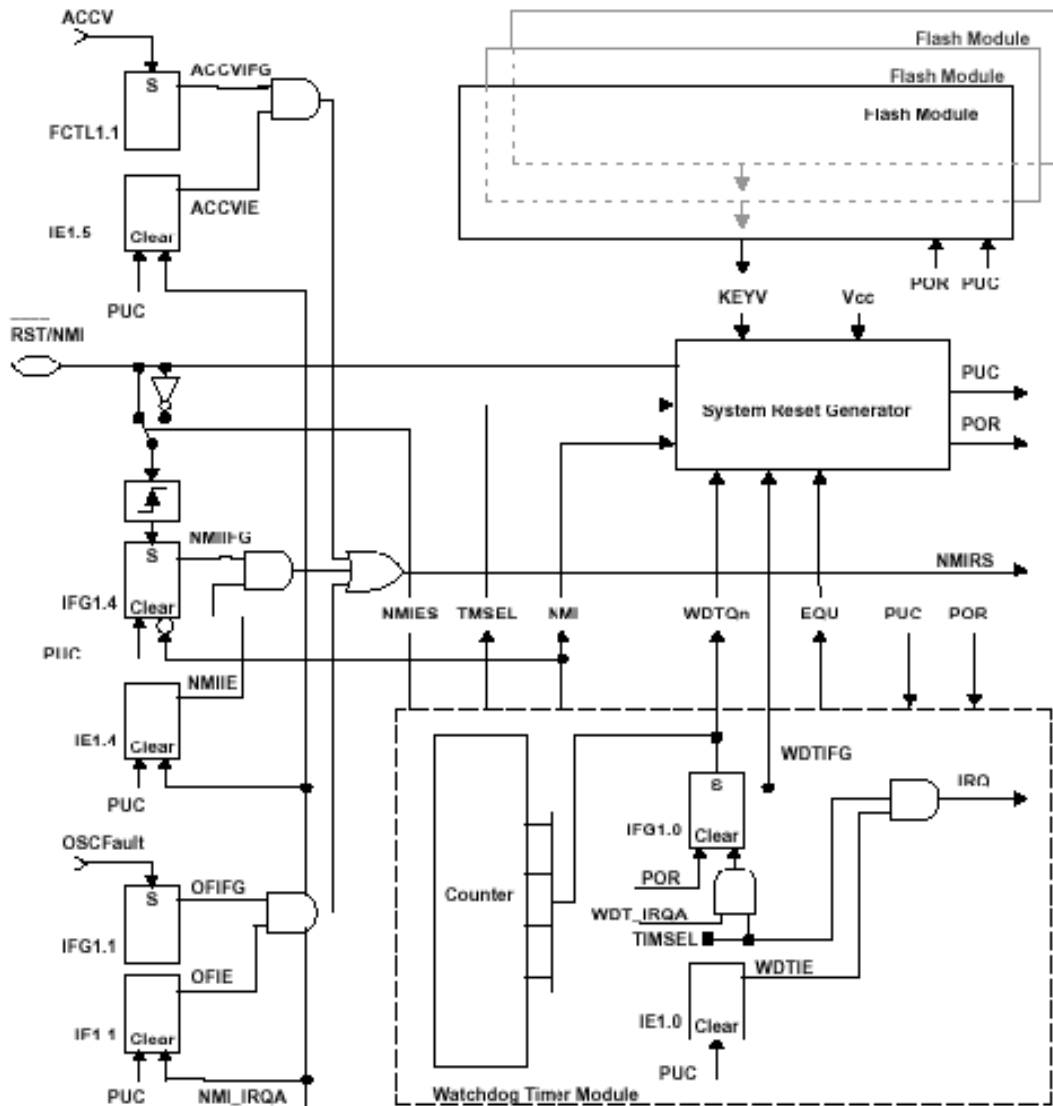 ACCV
ACCVIFG
S
FCTL1.1
ACCVIE
IE1.5
Clear
PUC
Flash Module
Flash Module
Flash Module
KEYV
Vcc
POR
PUC
RST/NMI
System Reset Generator
PUC
POR
NMIIFG
S
IFG1.4
Clear
PUC
NMIRS
NMIES
TMSEL
NMI
WDTQn
EQU
PUC
POR
NMIIE
IE1.4
Clear
PUC
WDTIFG
IRQ
S
IFG1.0
Clear
POR
Counter
WDT_IRQA
TIMSEL
WDTIE
IE1.0
Clear
PUC
OSCFault
OFIFG
S
IFG1.1
OFIE
IE1.1
Clear
PUC
NMI_IRQA
Watchdog Timer Module